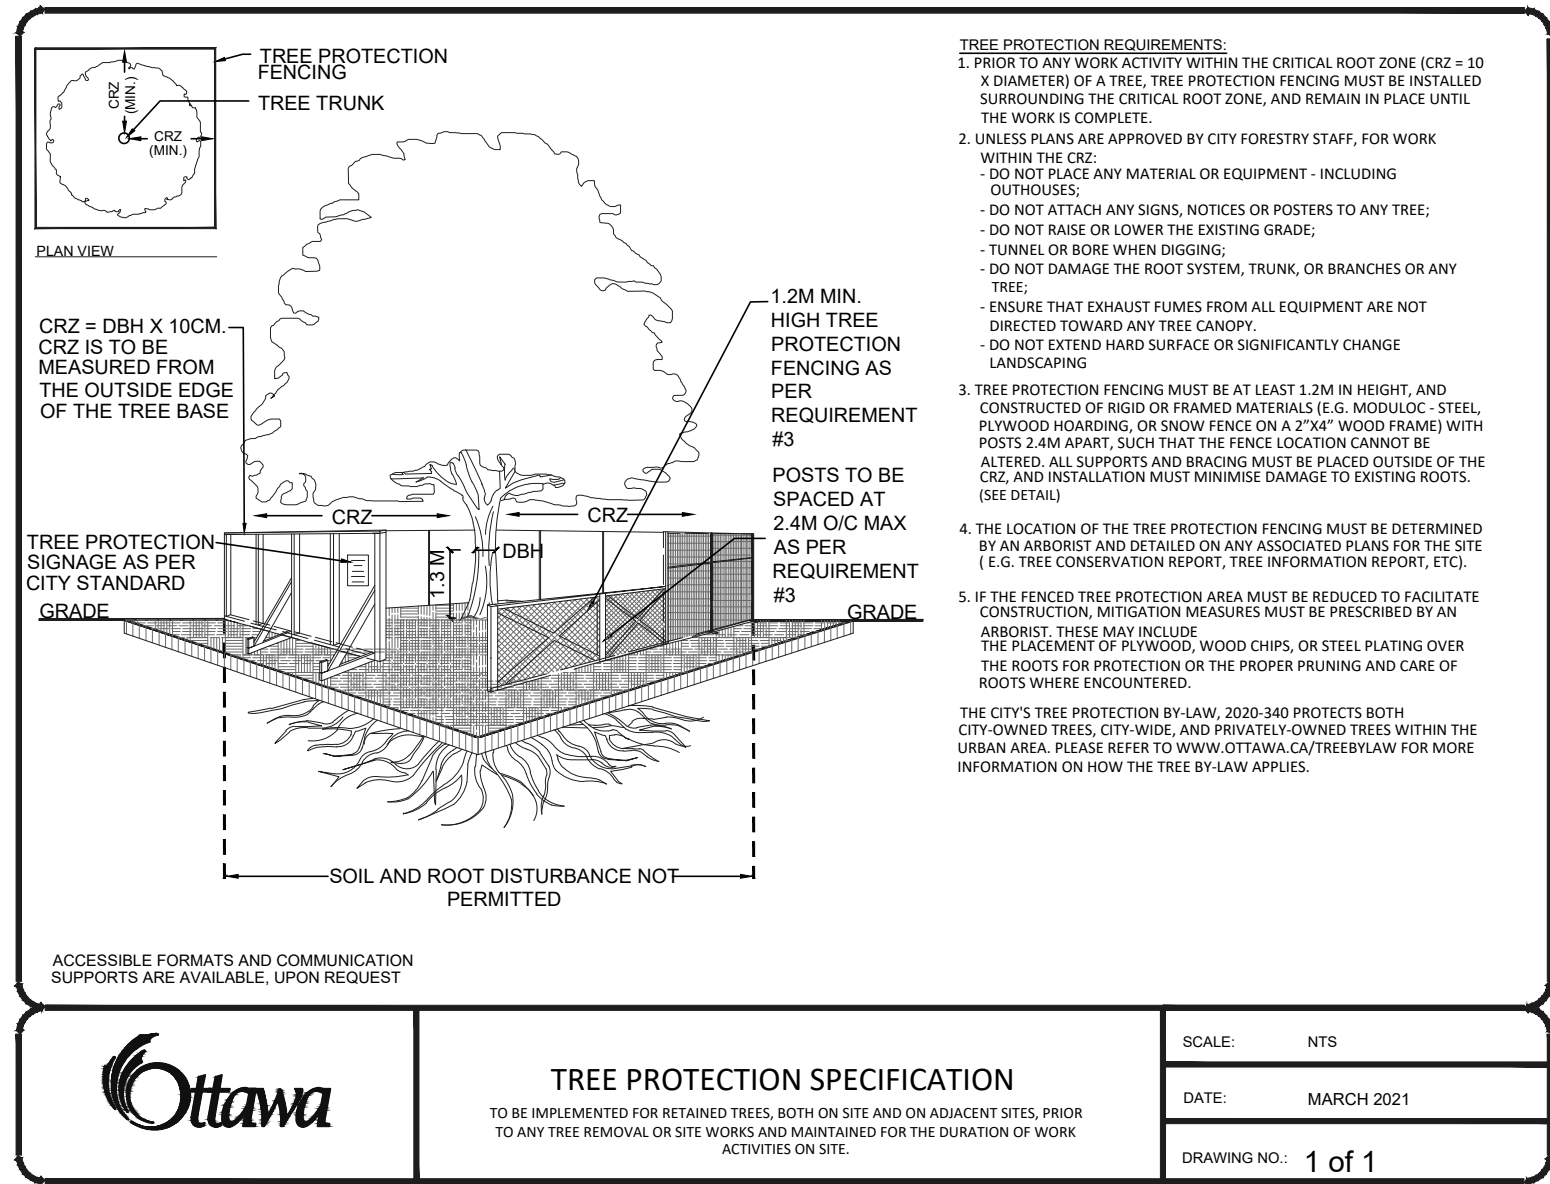 TREE PROTECTION
FENCING
TREE TRUNK
CRZ
(MIN.)
CRZ
(MIN.)
PLAN VIEW
CRZ = DBH X 10CM.
CRZ IS TO BE
MEASURED FROM
THE OUTSIDE EDGE
OF THE TREE BASE
TREE PROTECTION
SIGNAGE AS PER
CITY STANDARD
GRADE
CRZ
CRZ
DBH
1.3 M
1.2M MIN.
HIGH TREE
PROTECTION
FENCING AS
PER
REQUIREMENT
#3
POSTS TO BE
SPACED AT
2.4M O/C MAX
AS PER
REQUIREMENT
#3
GRADE
SOIL AND ROOT DISTURBANCE NOT
PERMITTED
ACCESSIBLE FORMATS AND COMMUNICATION
SUPPORTS ARE AVAILABLE, UPON REQUEST
TREE PROTECTION REQUIREMENTS:
1. PRIOR TO ANY WORK ACTIVITY WITHIN THE CRITICAL ROOT ZONE (CRZ = 10
X DIAMETER) OF A TREE, TREE PROTECTION FENCING MUST BE INSTALLED
SURROUNDING THE CRITICAL ROOT ZONE, AND REMAIN IN PLACE UNTIL
THE WORK IS COMPLETE.
2. UNLESS PLANS ARE APPROVED BY CITY FORESTRY STAFF, FOR WORK
WITHIN THE CRZ:
- DO NOT PLACE ANY MATERIAL OR EQUIPMENT - INCLUDING
OUTHOUSES;
- DO NOT ATTACH ANY SIGNS, NOTICES OR POSTERS TO ANY TREE;
- DO NOT RAISE OR LOWER THE EXISTING GRADE;
- TUNNEL OR BORE WHEN DIGGING;
- DO NOT DAMAGE THE ROOT SYSTEM, TRUNK, OR BRANCHES OR ANY
TREE;
- ENSURE THAT EXHAUST FUMES FROM ALL EQUIPMENT ARE NOT
DIRECTED TOWARD ANY TREE CANOPY.
- DO NOT EXTEND HARD SURFACE OR SIGNIFICANTLY CHANGE
LANDSCAPING
3. TREE PROTECTION FENCING MUST BE AT LEAST 1.2M IN HEIGHT, AND
CONSTRUCTED OF RIGID OR FRAMED MATERIALS (E.G. MODULOC - STEEL,
PLYWOOD HOARDING, OR SNOW FENCE ON A 2”X4” WOOD FRAME) WITH
POSTS 2.4M APART, SUCH THAT THE FENCE LOCATION CANNOT BE
ALTERED. ALL SUPPORTS AND BRACING MUST BE PLACED OUTSIDE OF THE
CRZ, AND INSTALLATION MUST MINIMISE DAMAGE TO EXISTING ROOTS.
(SEE DETAIL)
4. THE LOCATION OF THE TREE PROTECTION FENCING MUST BE DETERMINED
BY AN ARBORIST AND DETAILED ON ANY ASSOCIATED PLANS FOR THE SITE
( E.G. TREE CONSERVATION REPORT, TREE INFORMATION REPORT, ETC).
5. IF THE FENCED TREE PROTECTION AREA MUST BE REDUCED TO FACILITATE
CONSTRUCTION, MITIGATION MEASURES MUST BE PRESCRIBED BY AN
ARBORIST. THESE MAY INCLUDE
THE PLACEMENT OF PLYWOOD, WOOD CHIPS, OR STEEL PLATING OVER
THE ROOTS FOR PROTECTION OR THE PROPER PRUNING AND CARE OF
ROOTS WHERE ENCOUNTERED.
THE CITY'S TREE PROTECTION BY-LAW, 2020-340 PROTECTS BOTH
CITY-OWNED TREES, CITY-WIDE, AND PRIVATELY-OWNED TREES WITHIN THE
URBAN AREA. PLEASE REFER TO WWW.OTTAWA.CA/TREEBYLAW FOR MORE
INFORMATION ON HOW THE TREE BY-LAW APPLIES.
Ottawa
TREE PROTECTION SPECIFICATION
TO BE IMPLEMENTED FOR RETAINED TREES, BOTH ON SITE AND ON ADJACENT SITES, PRIOR
TO ANY TREE REMOVAL OR SITE WORKS AND MAINTAINED FOR THE DURATION OF WORK
ACTIVITIES ON SITE.
SCALE: NTS
DATE: MARCH 2021
DRAWING NO.: 1 of 1